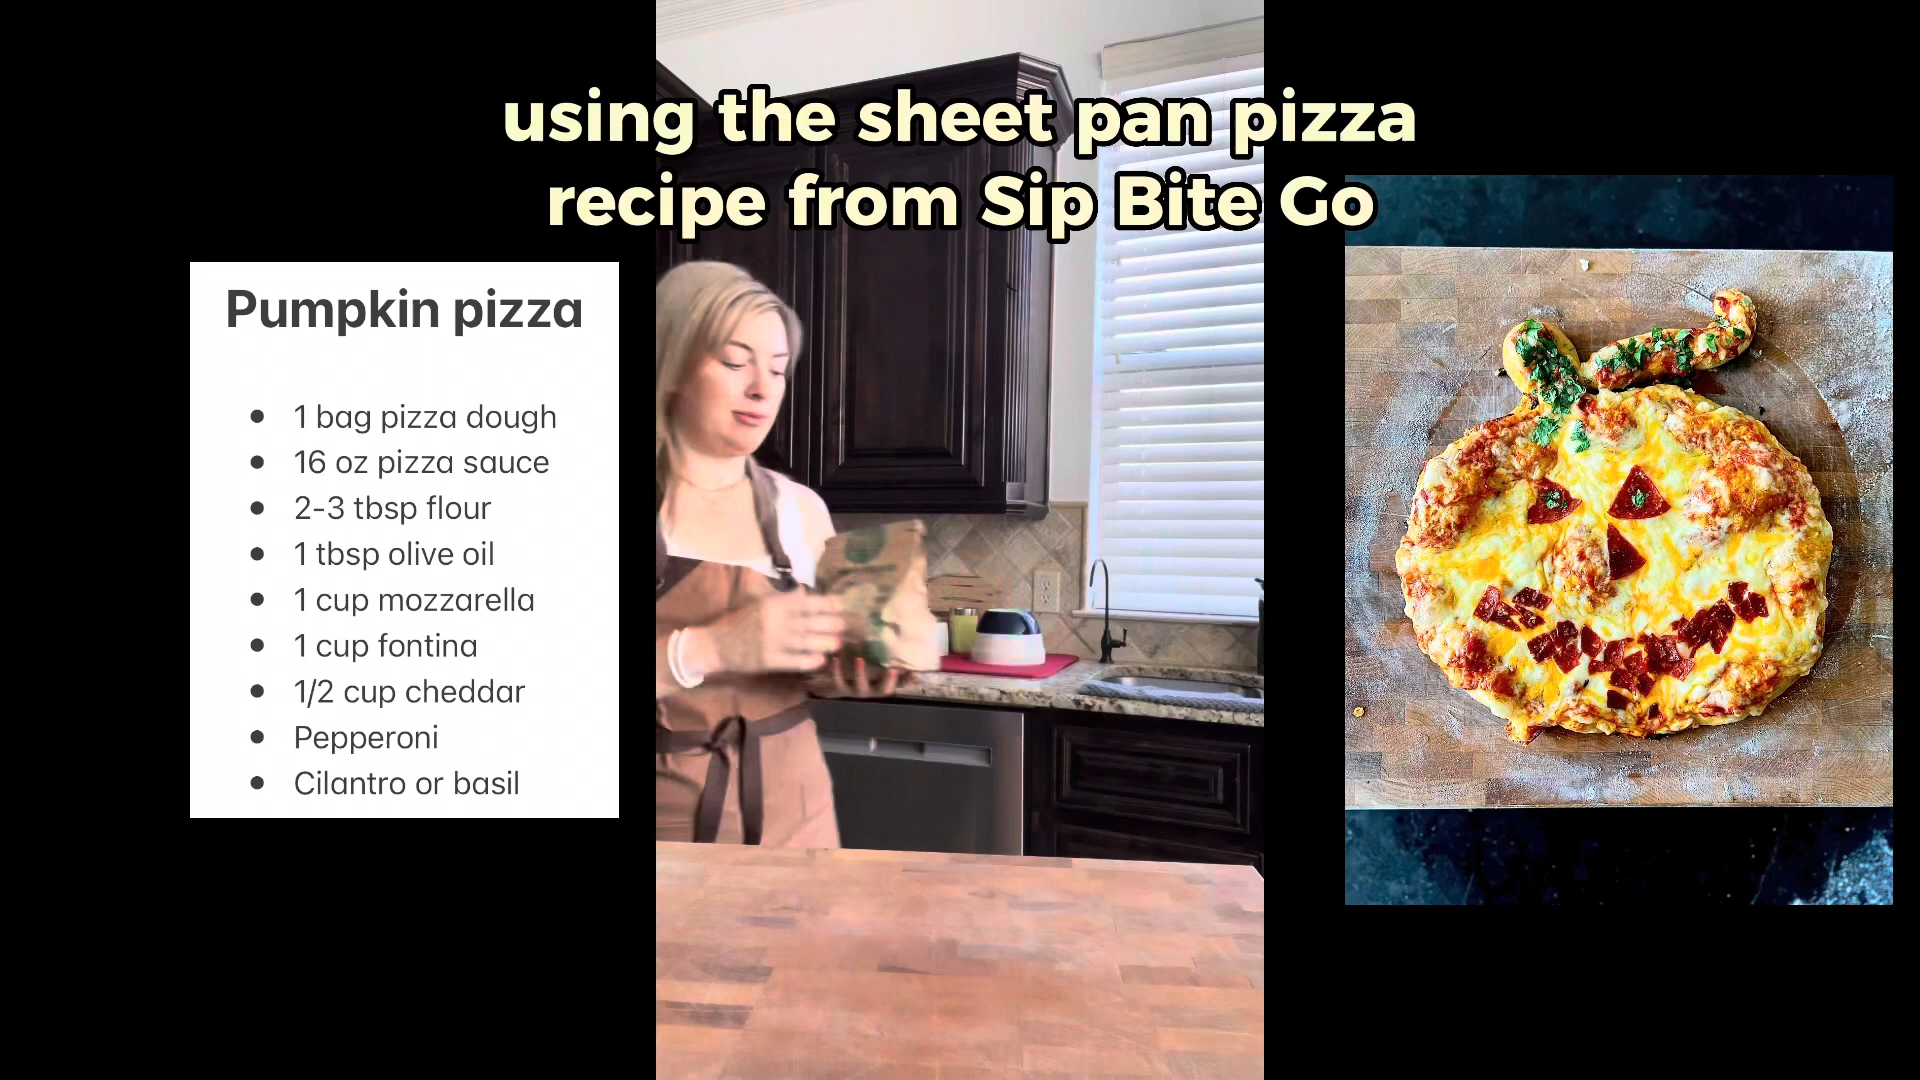 using the sheet pan pizza
recipe from Sip Bite Go
Pumpkin pizza
1 bag pizza dough
16 oz pizza sauce
2-3 tbsp flour
1 tbsp olive oil
1 cup mozzarella
1 cup fontina
1/2 cup cheddar
Pepperoni
Cilantro or basil